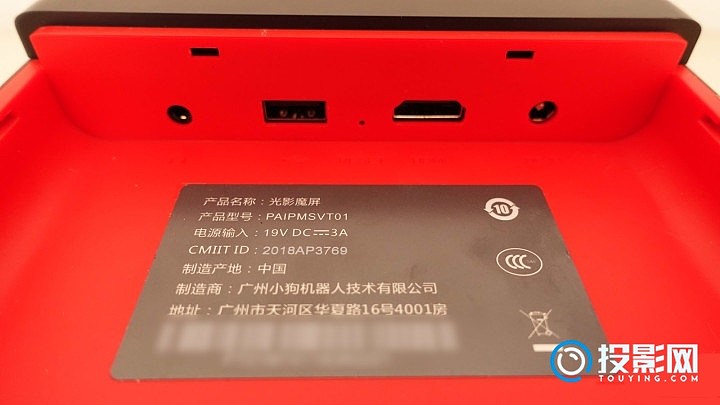 产品名称：光影魔屏
产品型号：PAIPMSVT01
电源输入：19V DC⎓3A
CMIIT ID：2018AP3769
制造产地：中国
制造商：广州小狗机器人技术有限公司
地址：广州市天河区华夏路16号4001房
10
CCC
投影网
TOUYING.COM